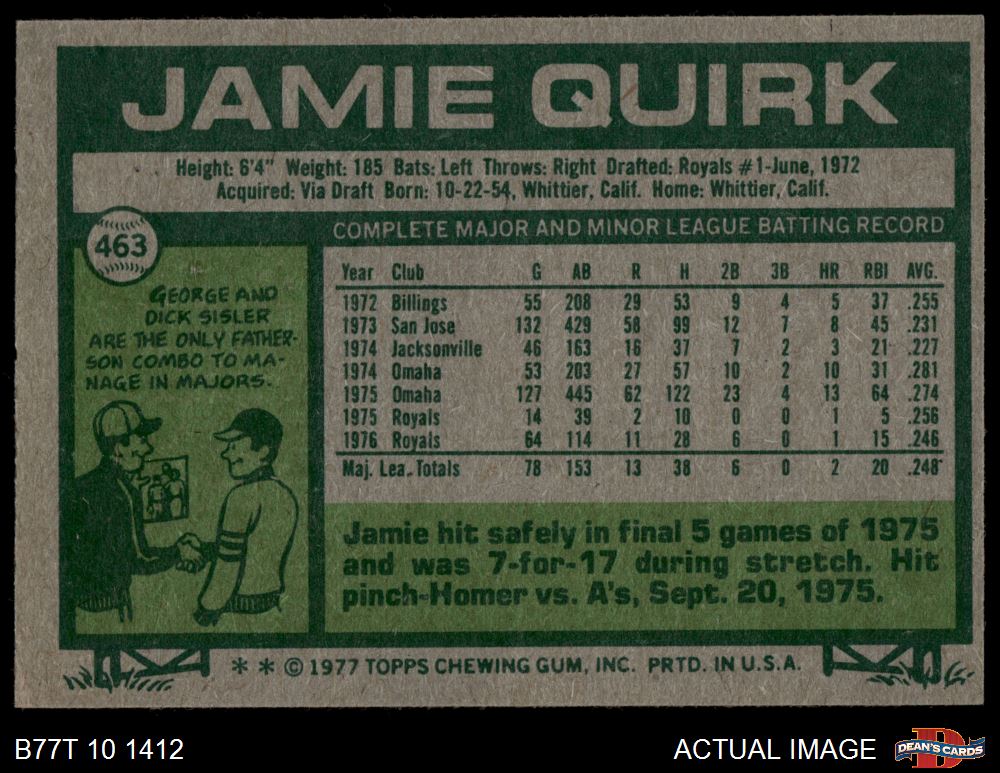 JAMIE QUIRK
Height: 6'4" Weight: 185 Bats: Left Throws: Right Drafted: Royals #1-June, 1972
Acquired: Via Draft Born: 10-22-54, Whittier, Calif. Home: Whittier, Calif.
463
GEORGE AND
DICK SISLER
ARE THE ONLY FATHER-
SON COMBO TO MA-
NAGE IN MAJORS.
COMPLETE MAJOR AND MINOR LEAGUE BATTING RECORD
Year Club G AB R H 2B 3B HR RBI AVG.
1972 Billings 55 208 29 53 9 4 5 37 .255
1973 San Jose 132 429 58 99 12 7 8 45 .231
1974 Jacksonville 46 163 16 37 7 2 3 21 .227
1974 Omaha 53 203 27 57 10 2 10 31 .281
1975 Omaha 127 445 62 122 23 4 13 64 .274
1975 Royals 14 39 2 10 0 0 1 5 .256
1976 Royals 64 114 11 28 6 0 1 15 .246
Maj. Lea. Totals 78 153 13 38 6 0 2 20 .248
Jamie hit safely in final 5 games of 1975
and was 7-for-17 during stretch. Hit
pinch-Homer vs. A's, Sept. 20, 1975.
* * © 1977 TOPPS CHEWING GUM, INC. PRTD. IN U.S.A.
B77T 10 1412
ACTUAL IMAGE
D
DEAN'S CARDS